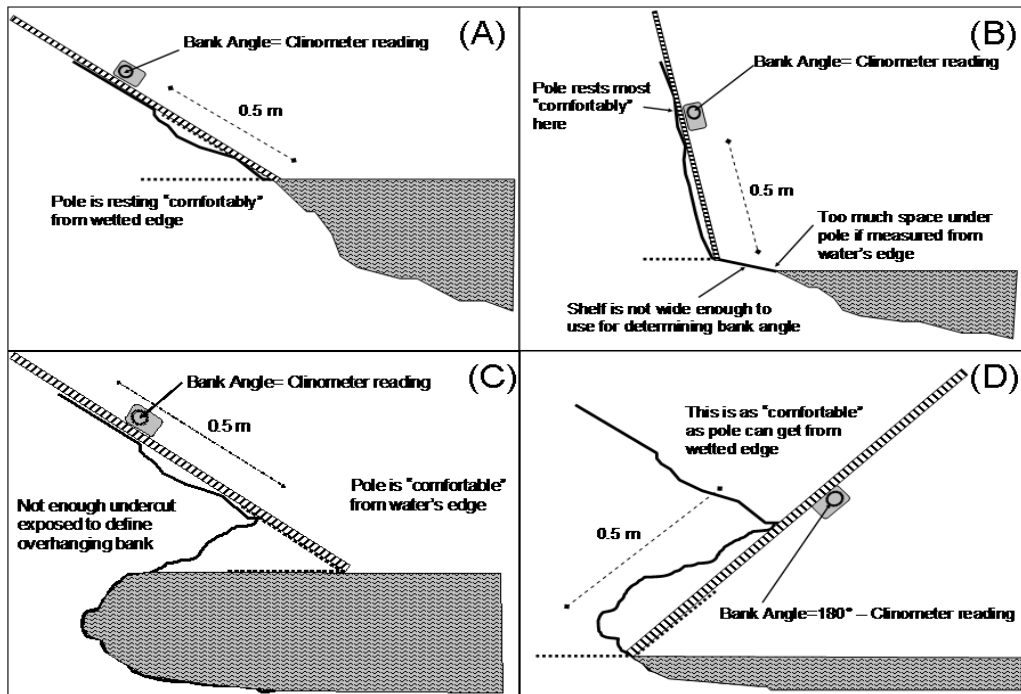 (A)
Bank Angle= Clinometer reading
0.5 m
Pole is resting "comfortably"
from wetted edge
(B)
Bank Angle= Clinometer reading
Pole rests most
"comfortably"
here
0.5 m
Too much space under
pole if measured from
water's edge
Shelf is not wide enough to
use for determining bank angle
(C)
Bank Angle= Clinometer reading
0.5 m
Pole is "comfortable"
from water's edge
Not enough undercut
exposed to define
overhanging bank
(D)
This is as "comfortable"
as pole can get from
wetted edge
0.5 m
Bank Angle=180° – Clinometer reading